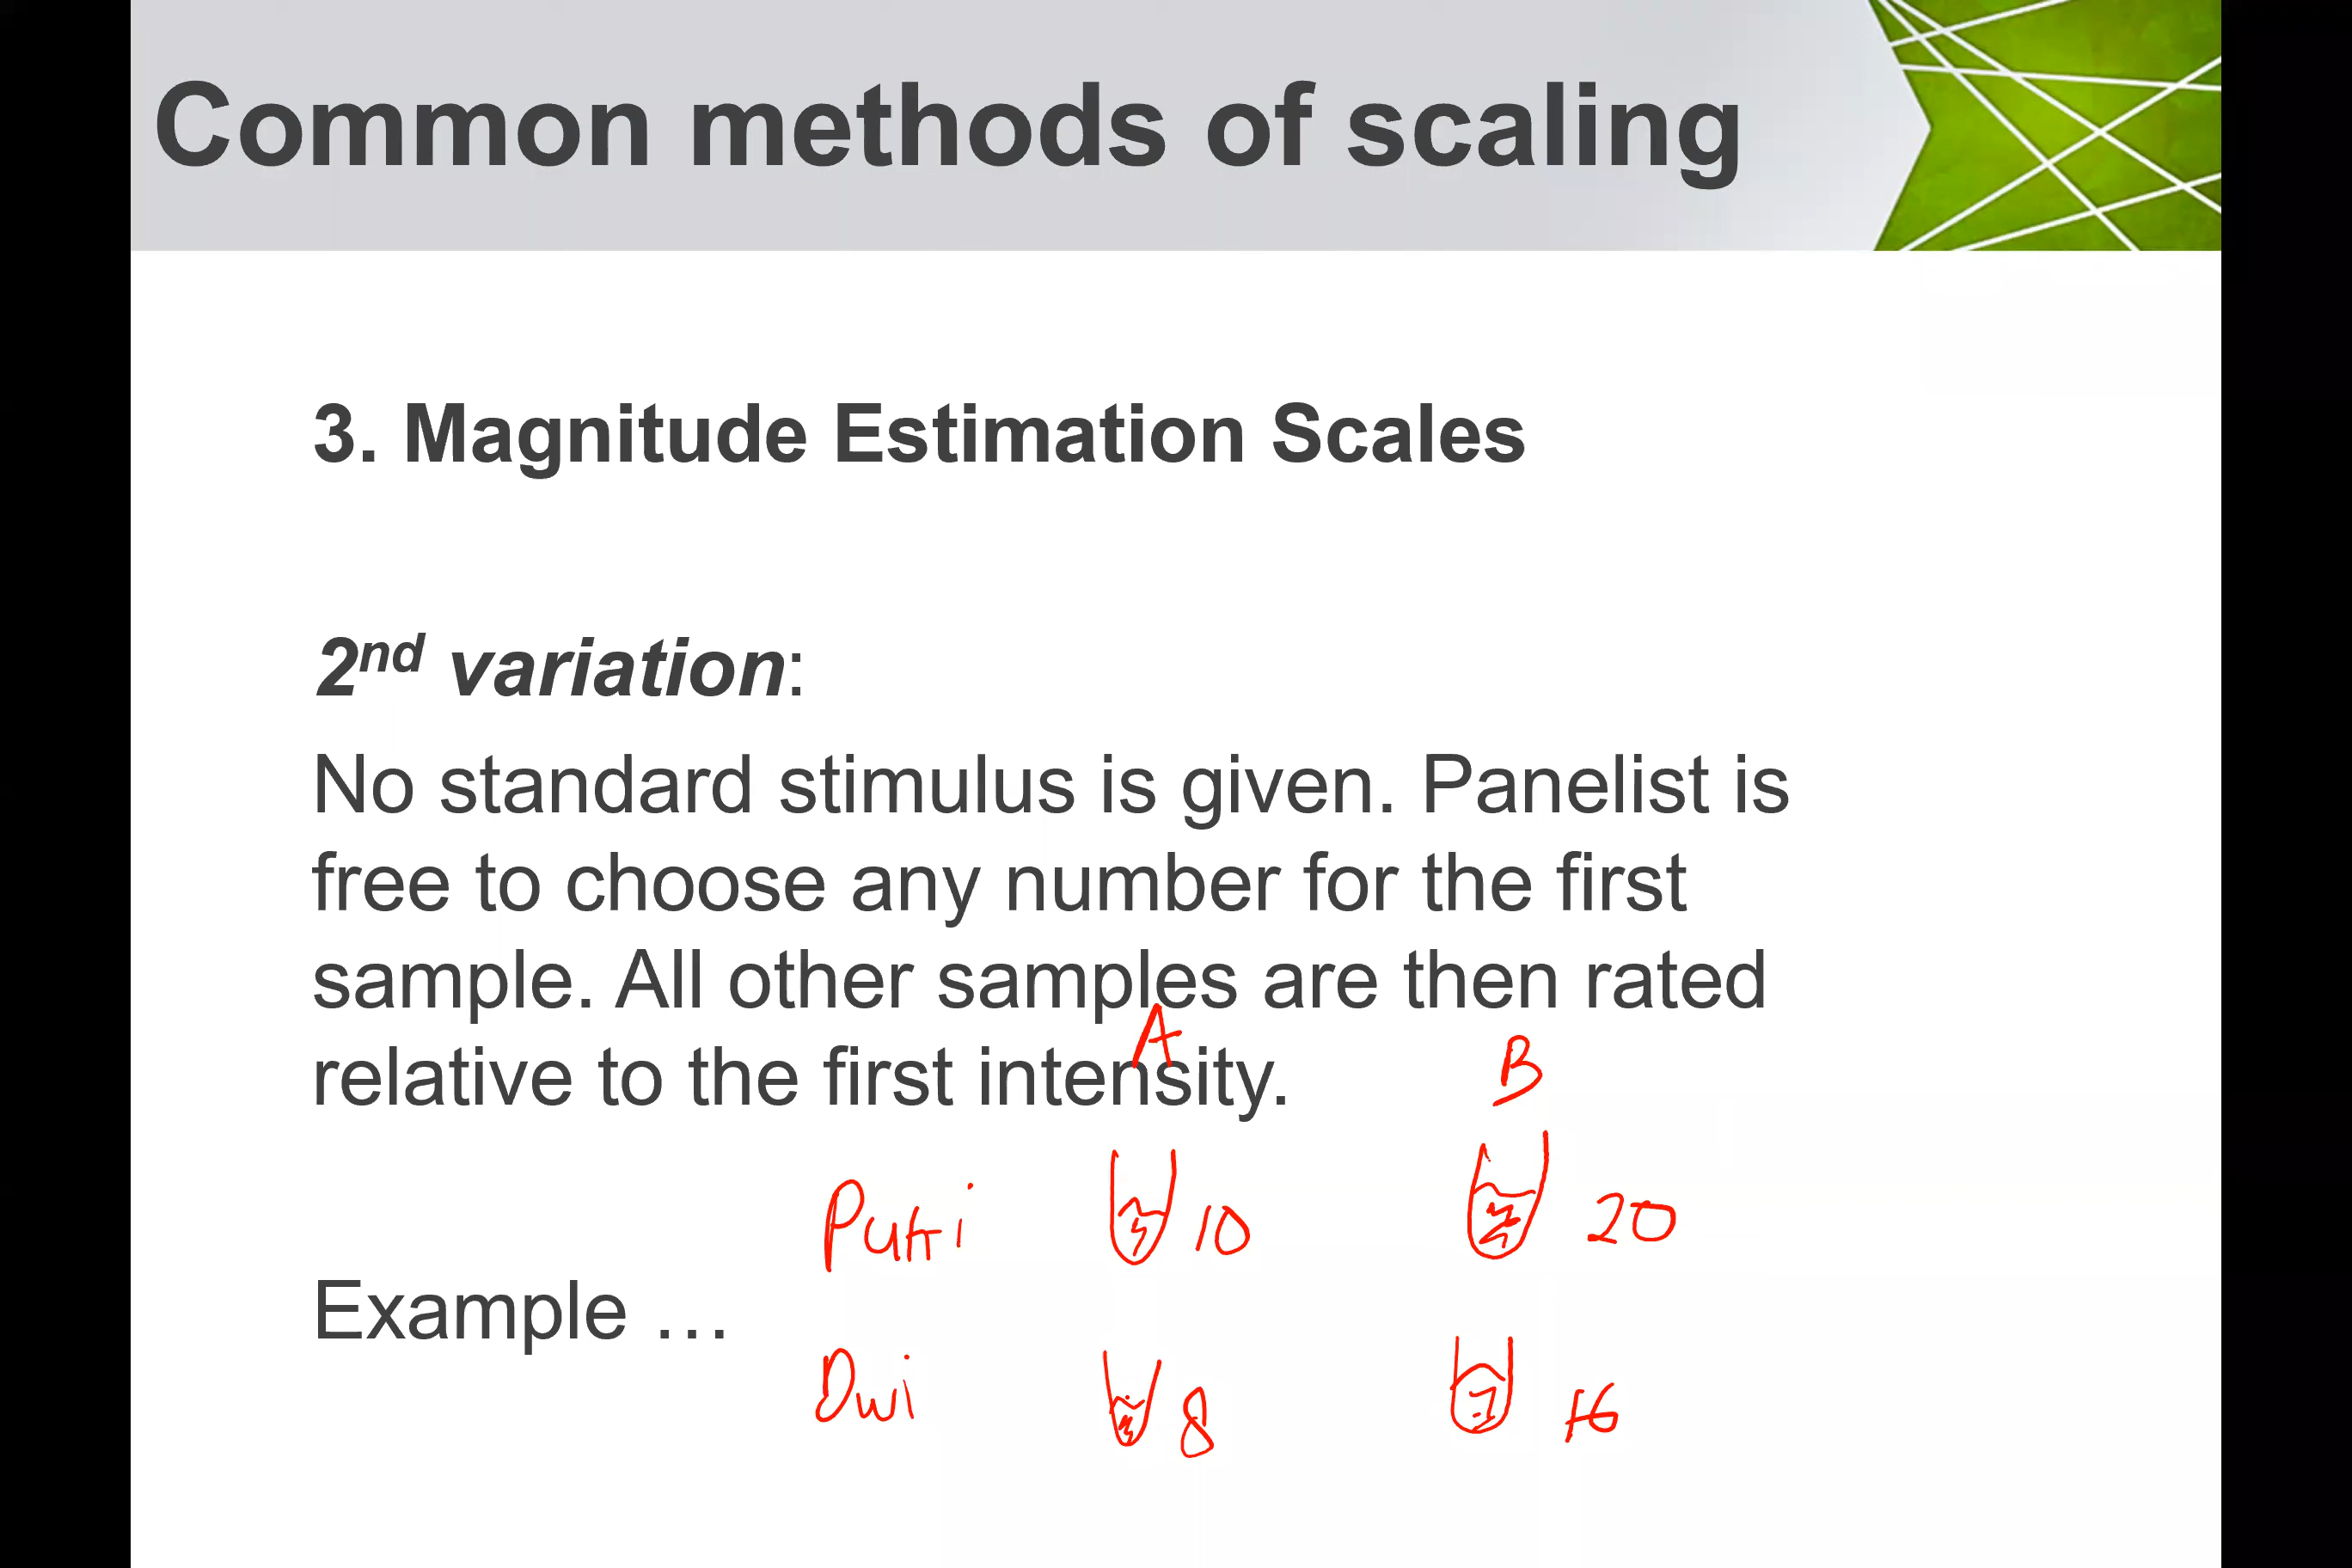 Common methods of scaling
3. Magnitude Estimation Scales
2nd variation:
No standard stimulus is given. Panelist is
free to choose any number for the first
sample. All other samples are then rated
relative to the first intensity.
A B
Putri 10 20
Example …
Dwi 8 16